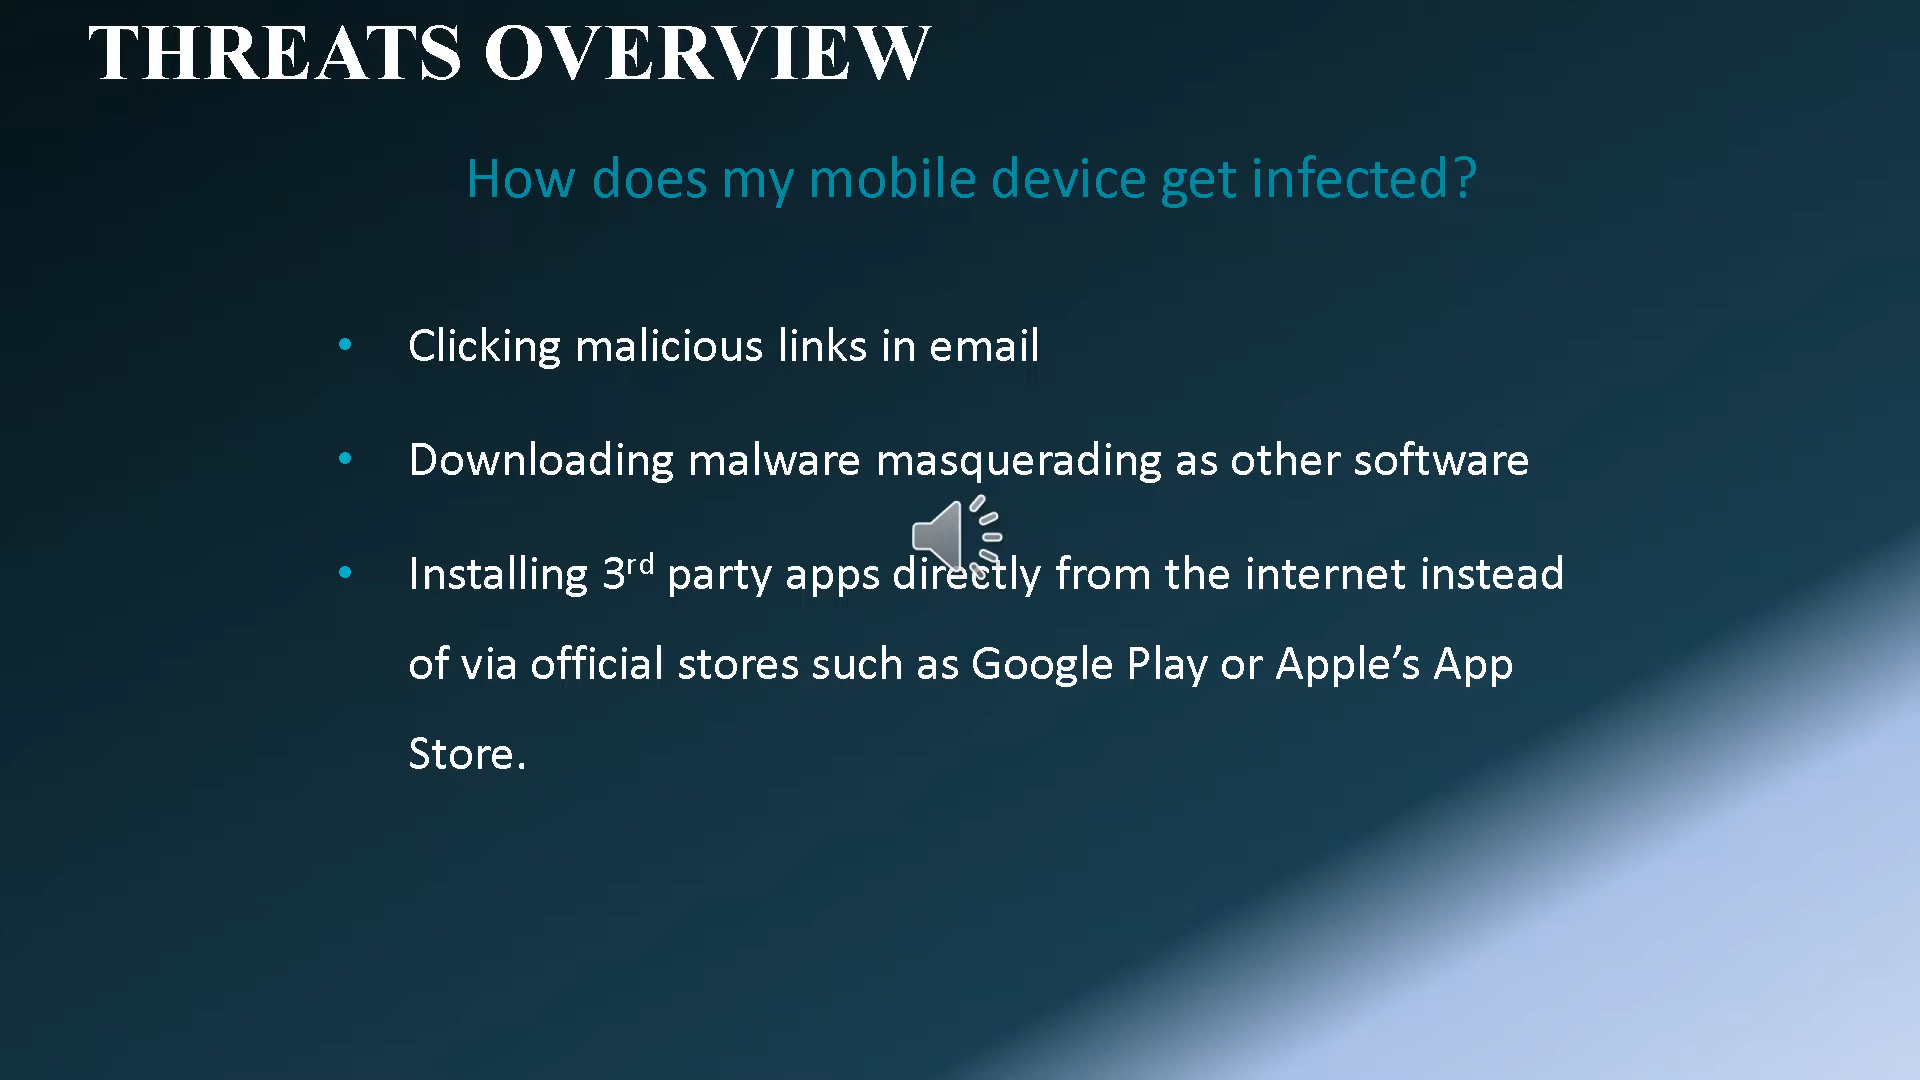 THREATS OVERVIEW
How does my mobile device get infected?
• Clicking malicious links in email
• Downloading malware masquerading as other software
• Installing 3rd party apps directly from the internet instead
of via official stores such as Google Play or Apple’s App
Store.